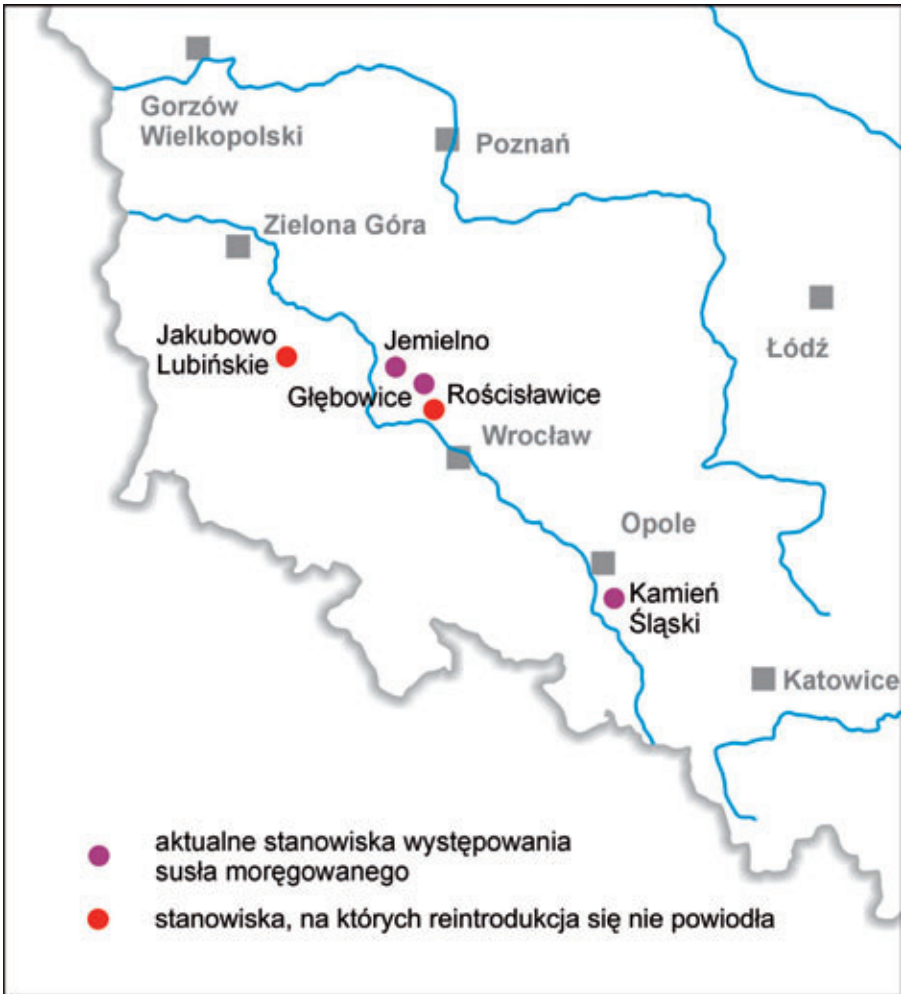 Gorzów
Wielkopolski
Poznań
Zielona Góra
Łódź
Jakubowo
Lubińskie
Jemielno
Głębowice
Rościsławice
Wrocław
Opole
Kamień
Śląski
Katowice
aktualne stanowiska występowania
susła moręgowanego
stanowiska, na których reintrodukcja się nie powiodła